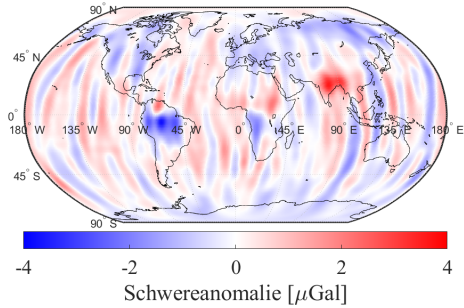 90° N
45° N
0°
180° W 135° W 90° W 45° W 0 45° E 90° E 135° E 180° E
45° S
90° S
-4 -2 0 2 4
Schwereanomalie [μGal]